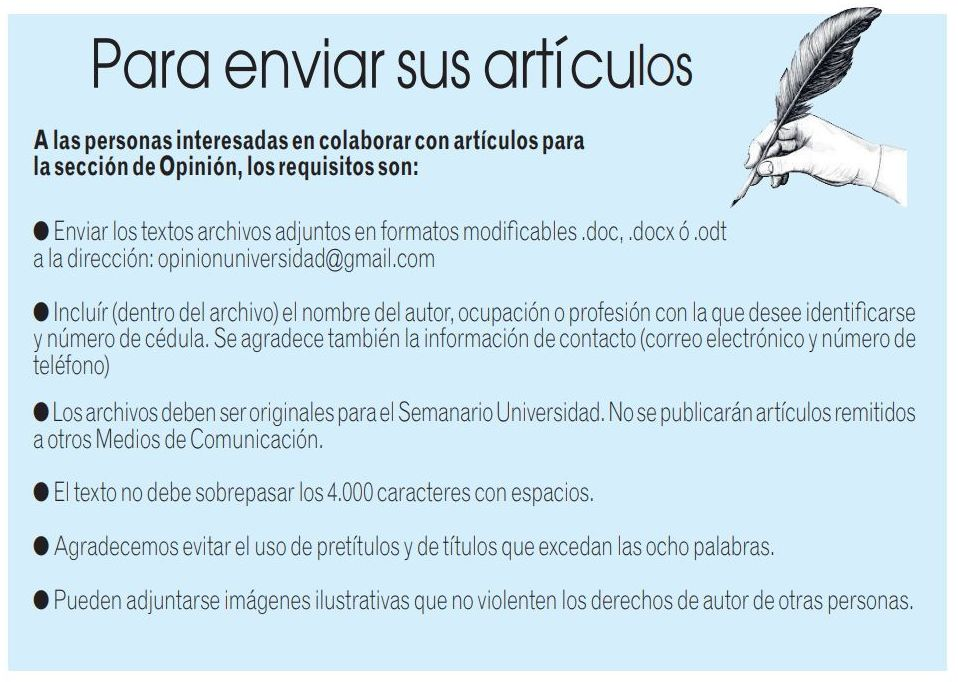 Para enviar sus artículos
A las personas interesadas en colaborar con artículos para
la sección de Opinión, los requisitos son:
● Enviar los textos archivos adjuntos en formatos modificables .doc, .docx ó .odt
a la dirección: opinionuniversidad@gmail.com
● Incluír (dentro del archivo) el nombre del autor, ocupación o profesión con la que desee identificarse
y número de cédula. Se agradece también la información de contacto (correo electrónico y número de
teléfono)
● Los archivos deben ser originales para el Semanario Universidad. No se publicarán artículos remitidos
a otros Medios de Comunicación.
● El texto no debe sobrepasar los 4.000 caracteres con espacios.
● Agradecemos evitar el uso de pretítulos y de títulos que excedan las ocho palabras.
● Pueden adjuntarse imágenes ilustrativas que no violenten los derechos de autor de otras personas.